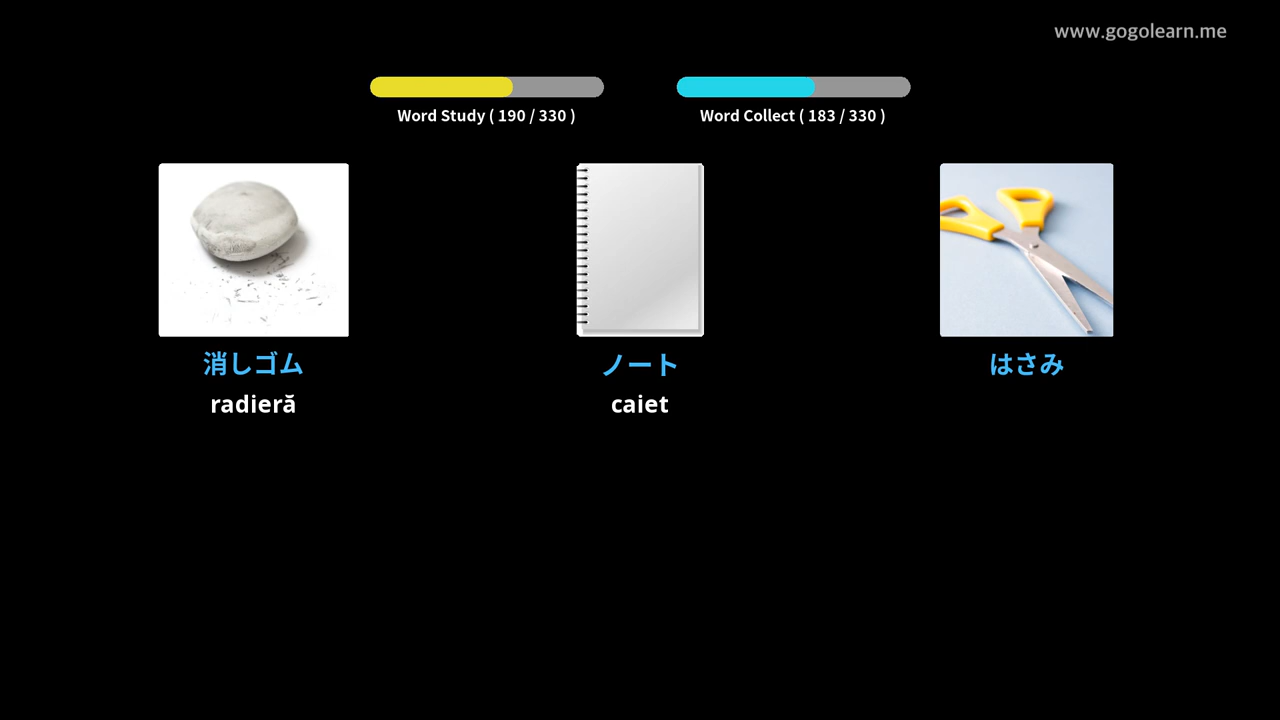 www.gogolearn.me
Word Study ( 190 / 330 )
Word Collect ( 183 / 330 )
消しゴム
ノート
はさみ
radieră
caiet